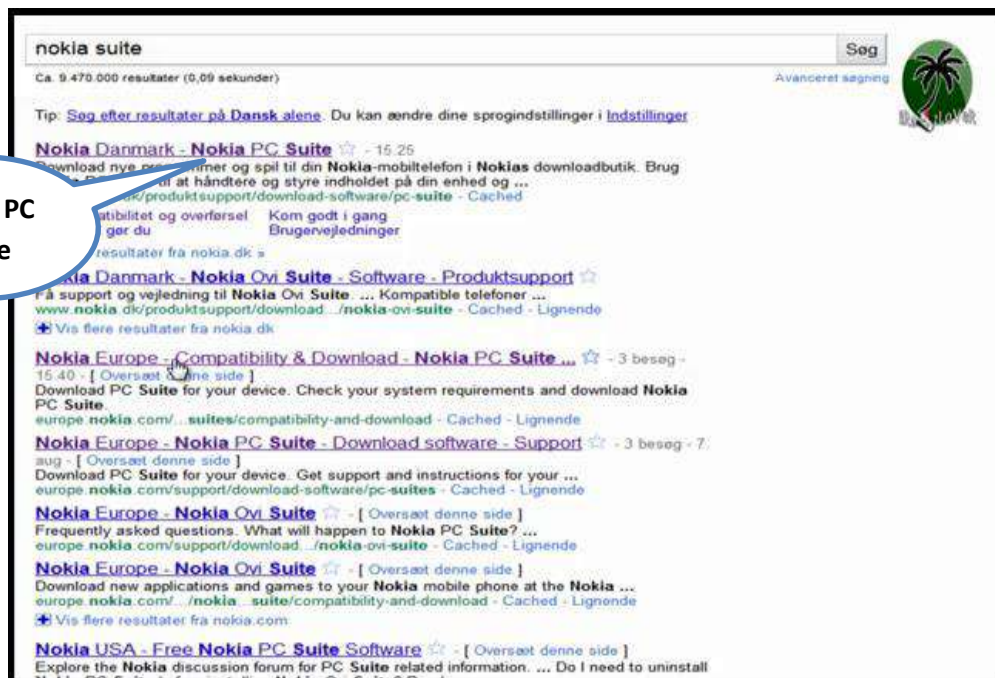 nokia suite
Søg
Ca. 9.470.000 resultater (0,09 sekunder)
Avanceret søgning
Tip: Søg efter resultater på Dansk alene. Du kan ændre dine sprogindstillinger i Indstillinger
Nokia Danmark - Nokia PC Suite - 15.25
Download nye mer og spil til din Nokia-mobiltelefon i Nokias downloadbutik. Brug
til at håndtere og styre indholdet på din enhed og ...
/produktsupport/download-software/pc-suite - Cached
PC
atibilitet og overførsel Kom godt i gang
gør du Brugervejledninger
e
resultater fra nokia.dk »
Danmark - Nokia Ovi Suite - Software - Produktsupport
Få support og vejledning til Nokia Ovi Suite. ... Kompatible telefoner ...
www.nokia.dk/produktsupport/download.../nokia-ovi-suite - Cached - Lignende
Vis flere resultater fra nokia.dk
Nokia Europe - Compatibility & Download - Nokia PC Suite ... - 3 besøg -
15.40 - [ Oversæt ne side ]
Download PC Suite for your device. Check your system requirements and download Nokia
PC Suite.
europe.nokia.com/...suites/compatibility-and-download - Cached - Lignende
Nokia Europe - Nokia PC Suite - Download software - Support - 3 besøg - 7.
aug - [ Oversæt denne side ]
Download PC Suite for your device. Get support and instructions for your ...
europe.nokia.com/support/download-software/pc-suites - Cached - Lignende
Nokia Europe - Nokia Ovi Suite - [ Oversæt denne side ]
Frequently asked questions. What will happen to Nokia PC Suite? ...
europe.nokia.com/support/download.../nokia-ovi-suite - Cached - Lignende
Nokia Europe - Nokia Ovi Suite - [ Oversæt denne side ]
Download new applications and games to your Nokia mobile phone at the Nokia ...
europe.nokia.com/.../nokia...suite/compatibility-and-download - Cached - Lignende
Vis flere resultater fra nokia.com
Nokia USA - Free Nokia PC Suite Software - [ Oversæt denne side ]
Explore the Nokia discussion forum for PC Suite related information. ... Do I need to uninstall